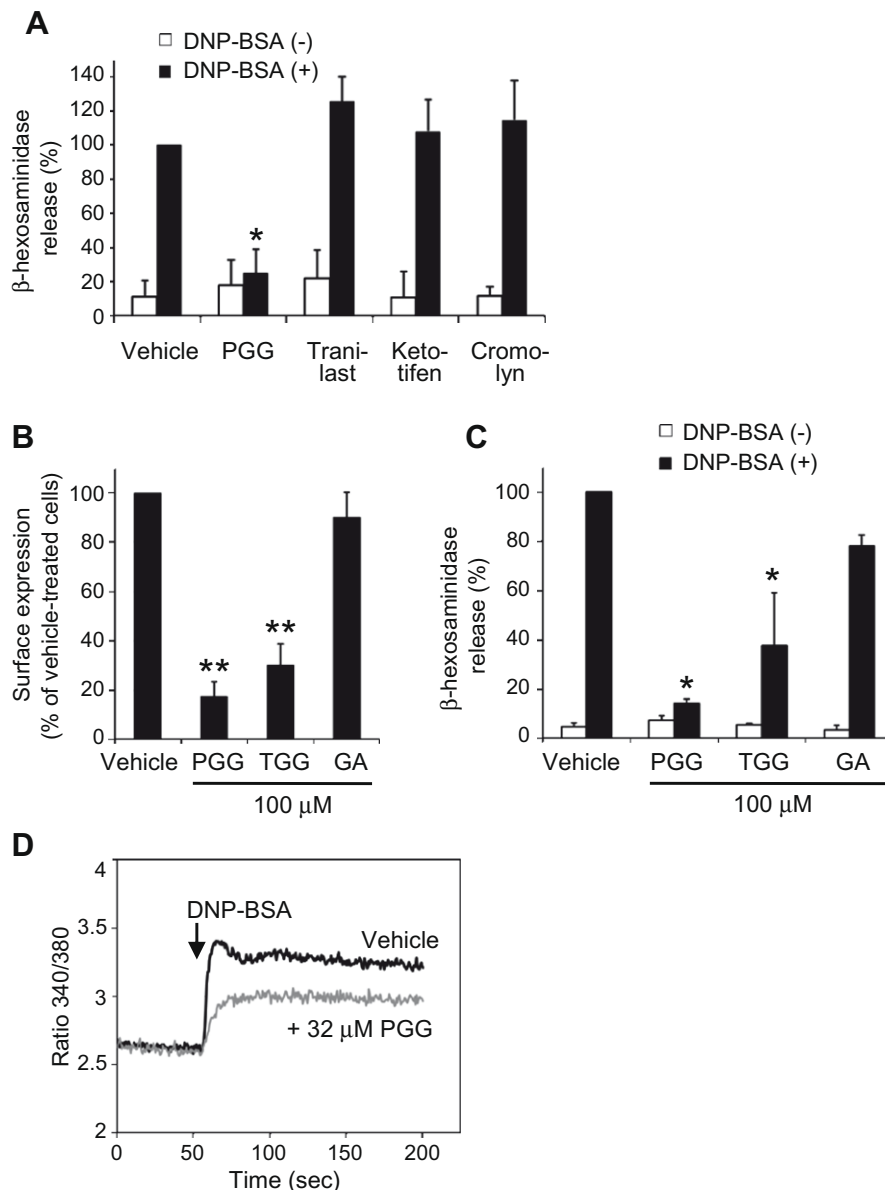 A
DNP-BSA (-)
DNP-BSA (+)
β-hexosaminidase
release (%)
140
120
100
80
60
40
20
0
*
Vehicle PGG Trani- Keto- Cromo-
last tifen lyn
B
Surface expression
(% of vehicle-treated cells)
100
80
60
40
20
0
** **
Vehicle PGG TGG GA
100 μM
C
DNP-BSA (-)
DNP-BSA (+)
β-hexosaminidase
release (%)
100
80
60
40
20
0
* *
Vehicle PGG TGG GA
100 μM
D
Ratio 340/380
4
3.5
3
2.5
2
DNP-BSA
Vehicle
+ 32 μM PGG
0 50 100 150 200
Time (sec)